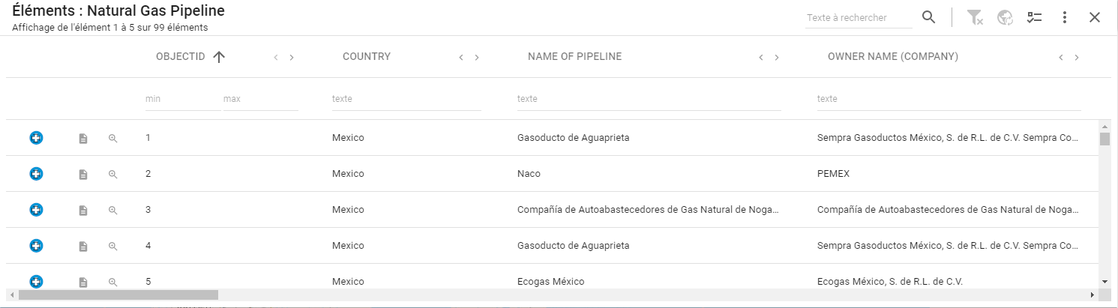 Éléments : Natural Gas Pipeline
Affichage de l'élément 1 à 5 sur 99 éléments
Texte à rechercher
OBJECTID COUNTRY NAME OF PIPELINE OWNER NAME (COMPANY)
min max texte texte texte
1 Mexico Gasoducto de Aguaprieta Sempra Gasoductos México, S. de R.L. de C.V. Sempra Co...
2 Mexico Naco PEMEX
3 Mexico Compañía de Autoabastecedores de Gas Natural de Noga... Compañía de Autoabastecedores de Gas Natural de Noga...
4 Mexico Gasoducto de Aguaprieta Sempra Gasoductos México, S. de R.L. de C.V. Sempra Co...
5 Mexico Ecogas México Ecogas México, S. de R.L. de C.V.